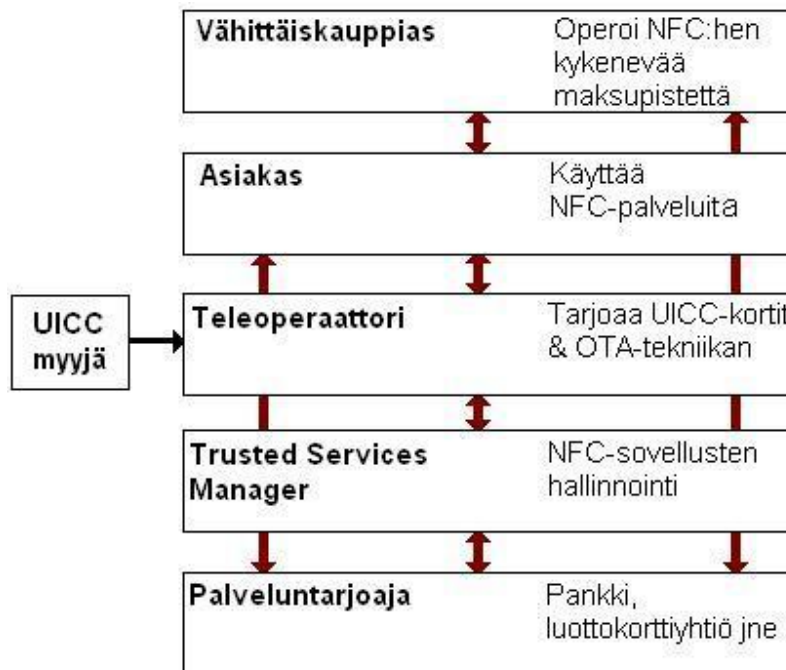 Vähittäiskauppias
Operoi NFC:hen
kykenevää
maksupistettä
Asiakas
Käyttää
NFC-palveluita
UICC
myyjä
Teleoperaattori
Tarjoaa UICC-kortit
& OTA-tekniikan
Trusted Services
Manager
NFC-sovellusten
hallinnointi
Palveluntarjoaja
Pankki,
luottokorttiyhtiö jne